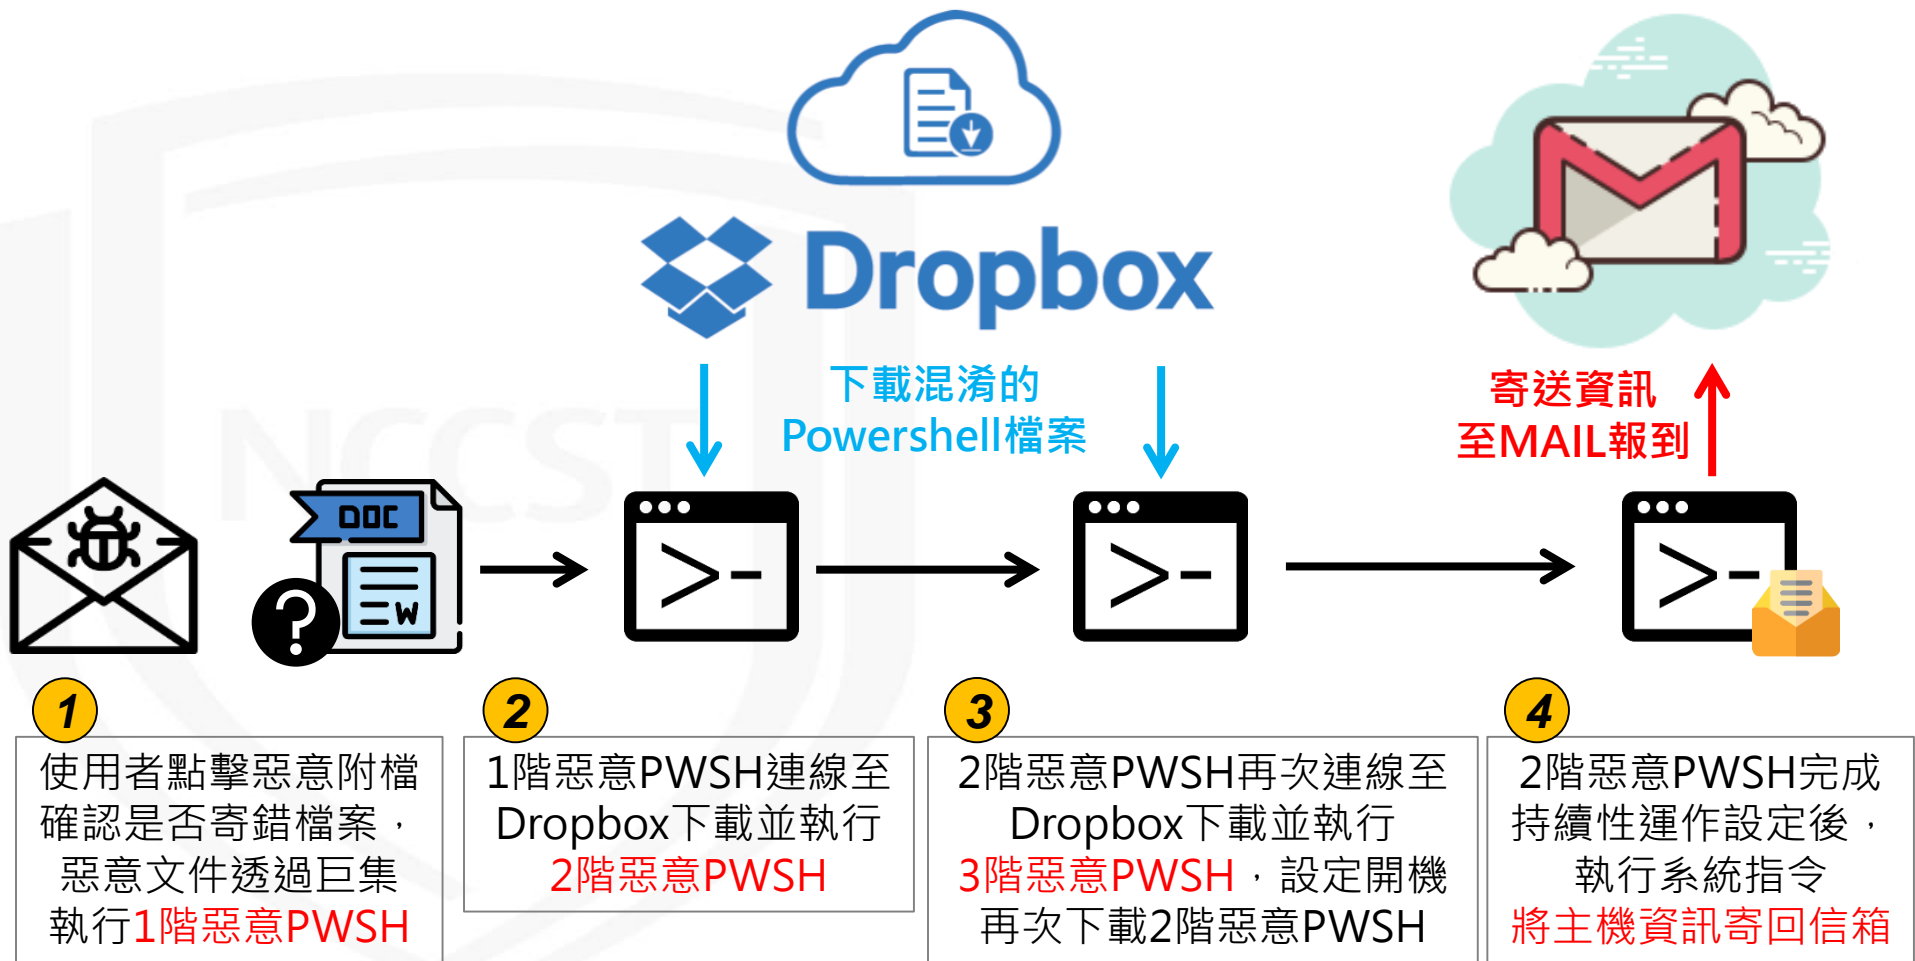 Dropbox
下載混淆的
Powershell檔案
寄送資訊
至MAIL報到
NCCST
DOC
W
1
使用者點擊惡意附檔
確認是否寄錯檔案，
惡意文件透過巨集
執行1階惡意PWSH
2
1階惡意PWSH連線至
Dropbox下載並執行
2階惡意PWSH
3
2階惡意PWSH再次連線至
Dropbox下載並執行
3階惡意PWSH，設定開機
再次下載2階惡意PWSH
4
2階惡意PWSH完成
持續性運作設定後，
執行系統指令
將主機資訊寄回信箱